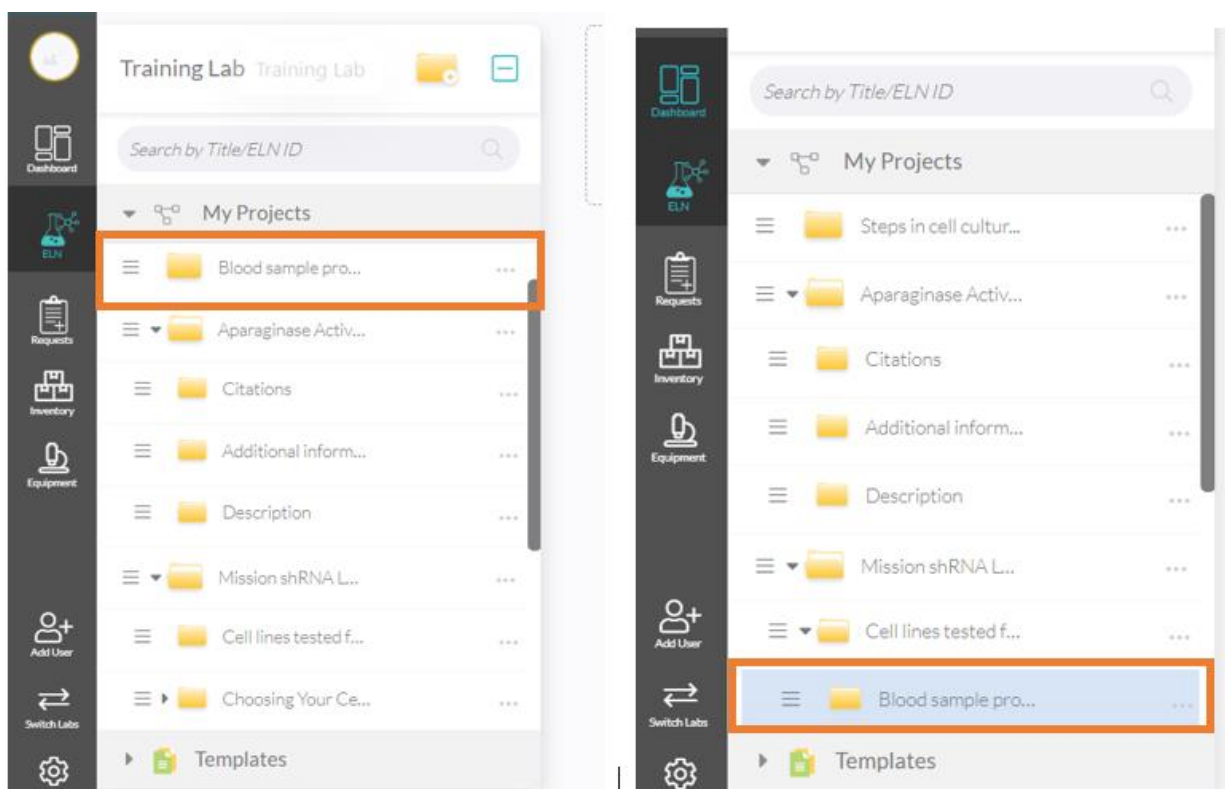 Training Lab Training Lab
Dashboard
Search by Title/ELN ID
ELN
My Projects
Blood sample pro...
Requests
Aparaginase Activ...
Inventory
Citations
Equipment
Additional inform...
Description
Mission shRNA L...
Add User
Cell lines tested f...
Switch Labs
Choosing Your Ce...
Templates
Dashboard
Search by Title/ELN ID
ELN
My Projects
Steps in cell cultur...
Requests
Aparaginase Activ...
Inventory
Citations
Equipment
Additional inform...
Description
Mission shRNA L...
Add User
Cell lines tested f...
Switch Labs
Blood sample pro...
Templates